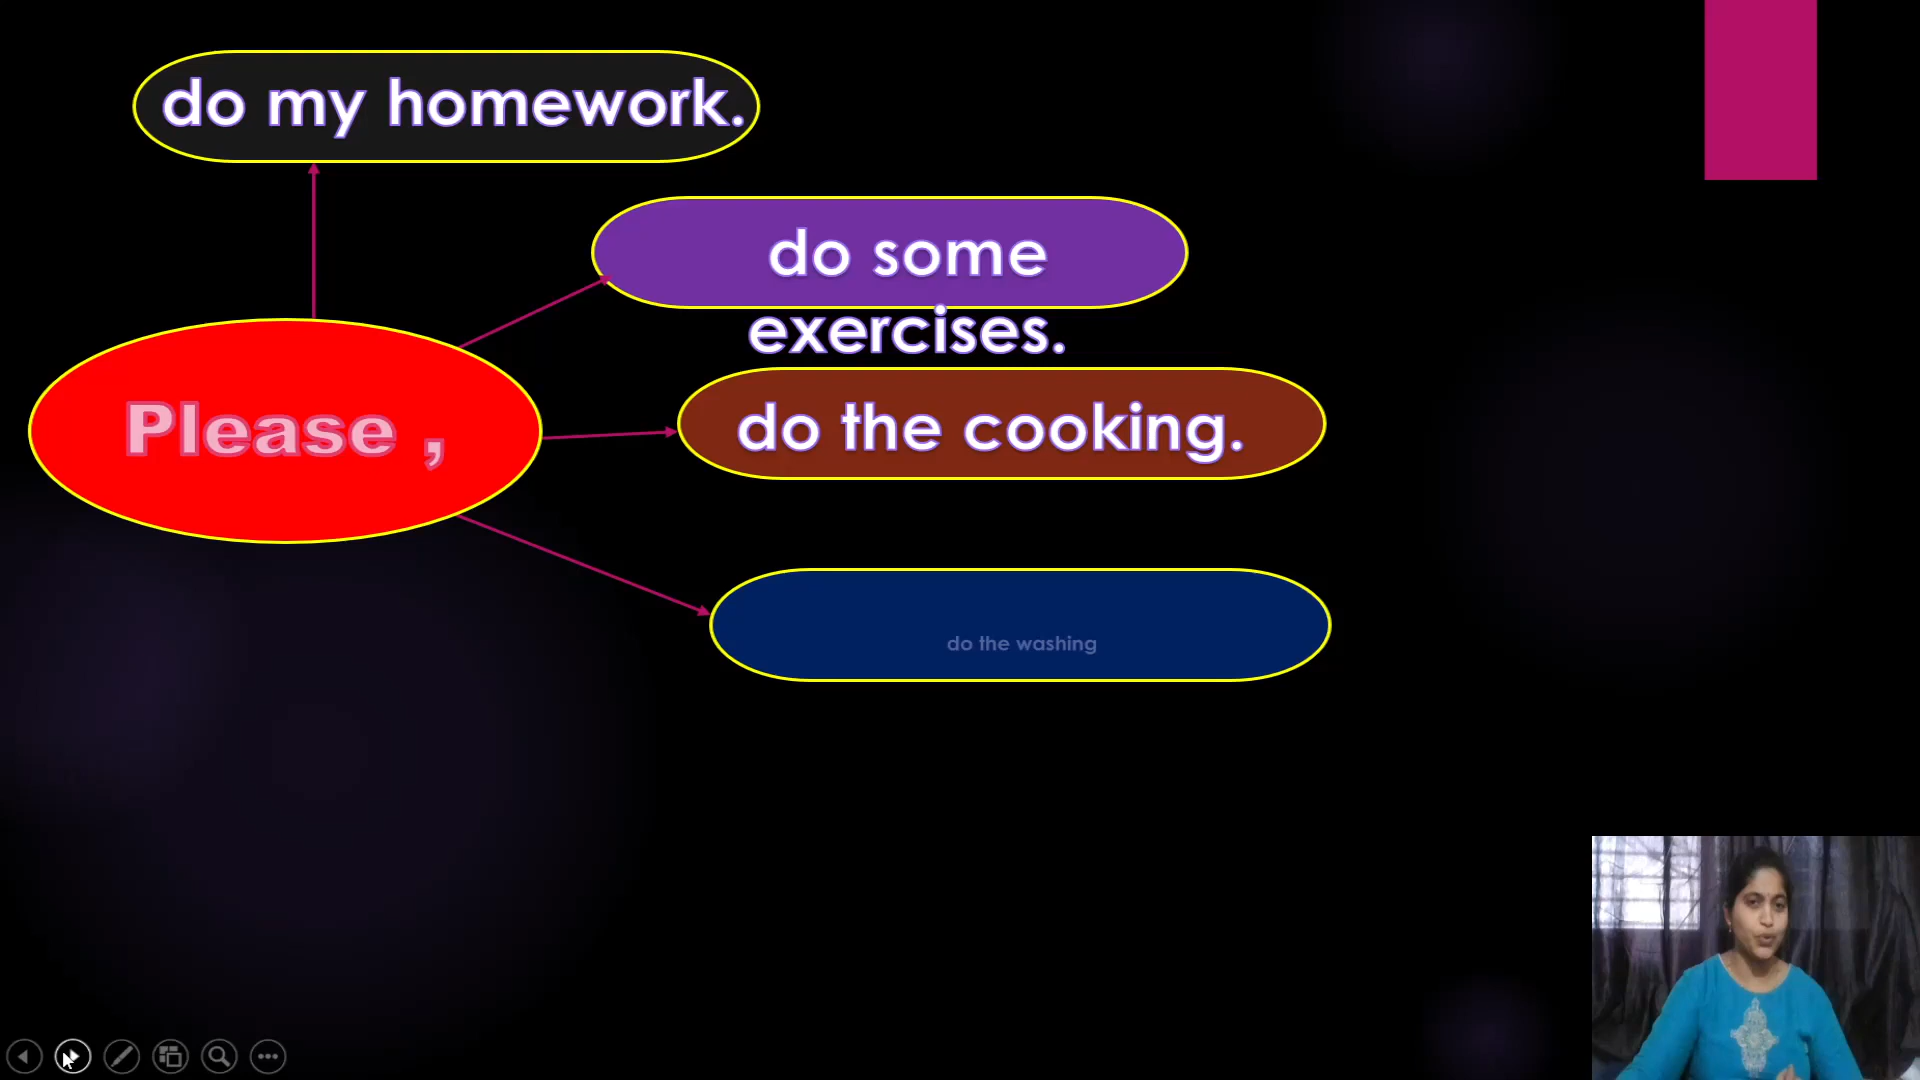 do my homework.
do some
exercises.
Please ,
do the cooking.
do the washing